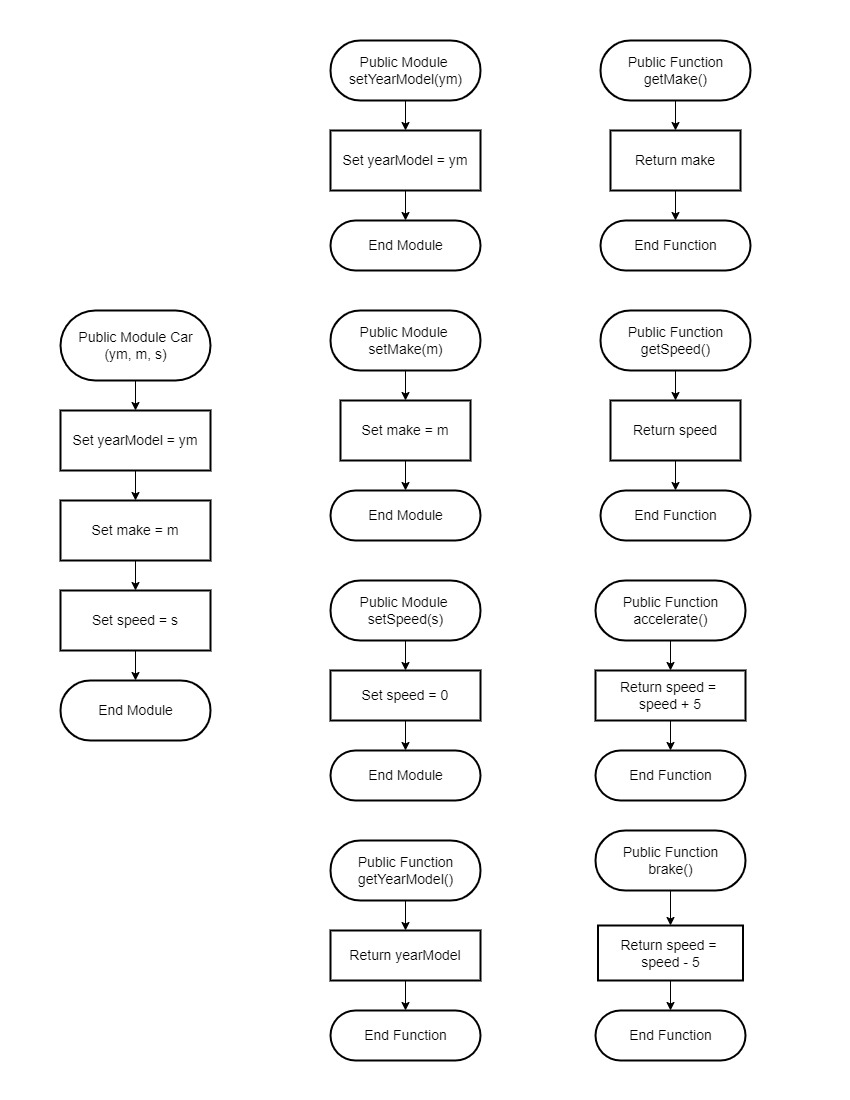 Public Module Car
(ym, m, s)
Set yearModel = ym
Set make = m
Set speed = s
End Module
Public Module
setYearModel(ym)
Set yearModel = ym
End Module
Public Module
setMake(m)
Set make = m
End Module
Public Module
setSpeed(s)
Set speed = 0
End Module
Public Function
getYearModel()
Return yearModel
End Function
Public Function
getMake()
Return make
End Function
Public Function
getSpeed()
Return speed
End Function
Public Function
accelerate()
Return speed =
speed + 5
End Function
Public Function
brake()
Return speed =
speed - 5
End Function